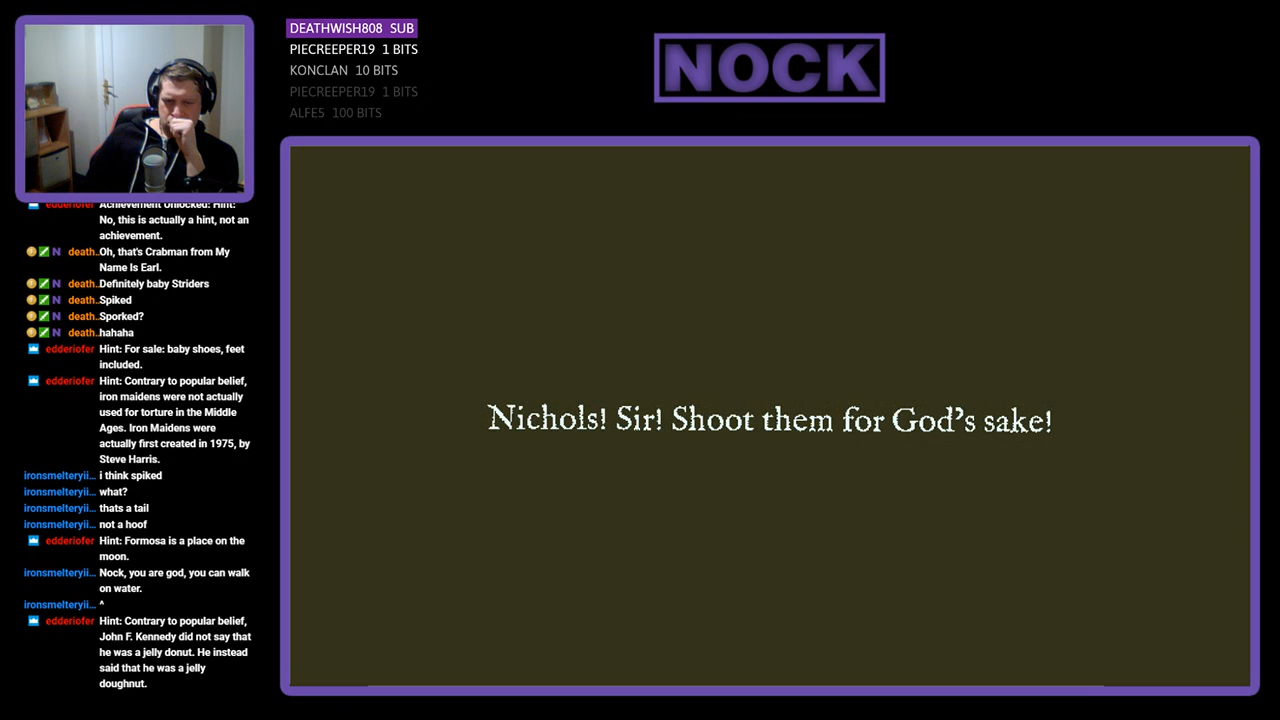 DEATHWISH808 SUB
PIECREEPER19 1 BITS
KONCLAN 10 BITS
PIECREEPER19 1 BITS
ALFE5 100 BITS
NOCK
edderiofer Achievement Unlocked: Hint:
No, this is actually a hint, not an
achievement.
N death.. Oh, that's Crabman from My
Name Is Earl.
N death.. Definitely baby Striders
N death.. Spiked
N death.. Sporked?
N death.. hahaha
edderiofer Hint: For sale: baby shoes, feet
included.
edderiofer Hint: Contrary to popular belief,
iron maidens were not actually
used for torture in the Middle
Ages. Iron Maidens were
actually first created in 1975, by
Steve Harris.
ironsmelteryii... i think spiked
ironsmelteryii... what?
ironsmelteryii... thats a tail
ironsmelteryii... not a hoof
edderiofer Hint: Formosa is a place on the
moon.
ironsmelteryii... Nock, you are god, you can walk
on water.
ironsmelteryii... ^
edderiofer Hint: Contrary to popular belief,
John F. Kennedy did not say that
he was a jelly donut. He instead
said that he was a jelly
doughnut.
Nichols! Sir! Shoot them for God's sake!